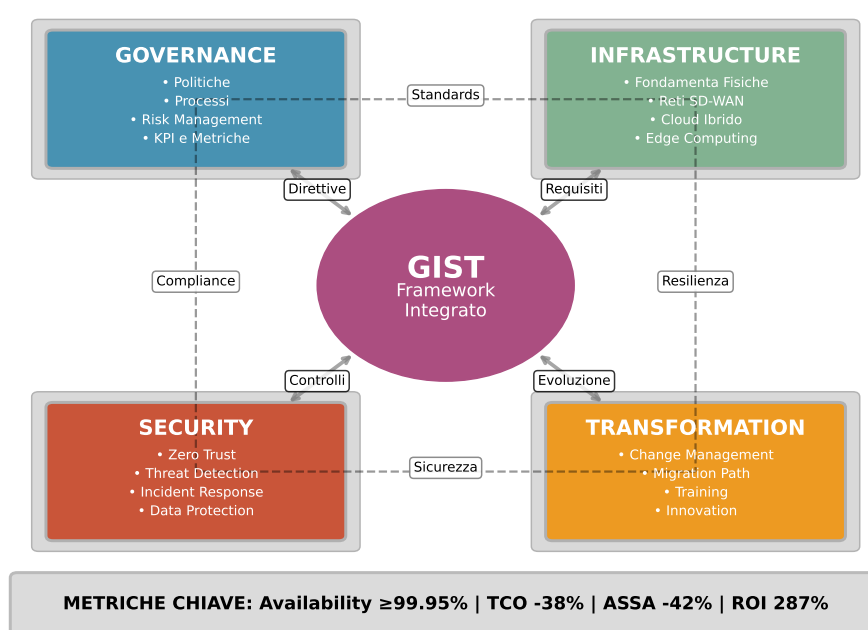 GOVERNANCE
• Politiche
• Processi
• Risk Management
• KPI e Metriche
Standards
INFRASTRUCTURE
• Fondamenta Fisiche
• Reti SD-WAN
• Cloud Ibrido
• Edge Computing
Direttive
Requisiti
Compliance
GIST
Framework
Integrato
Resilienza
Controlli
Evoluzione
SECURITY
• Zero Trust
• Threat Detection
• Incident Response
• Data Protection
Sicurezza
TRANSFORMATION
• Change Management
• Migration Path
• Training
• Innovation
METRICHE CHIAVE: Availability ≥99.95% | TCO -38% | ASSA -42% | ROI 287%